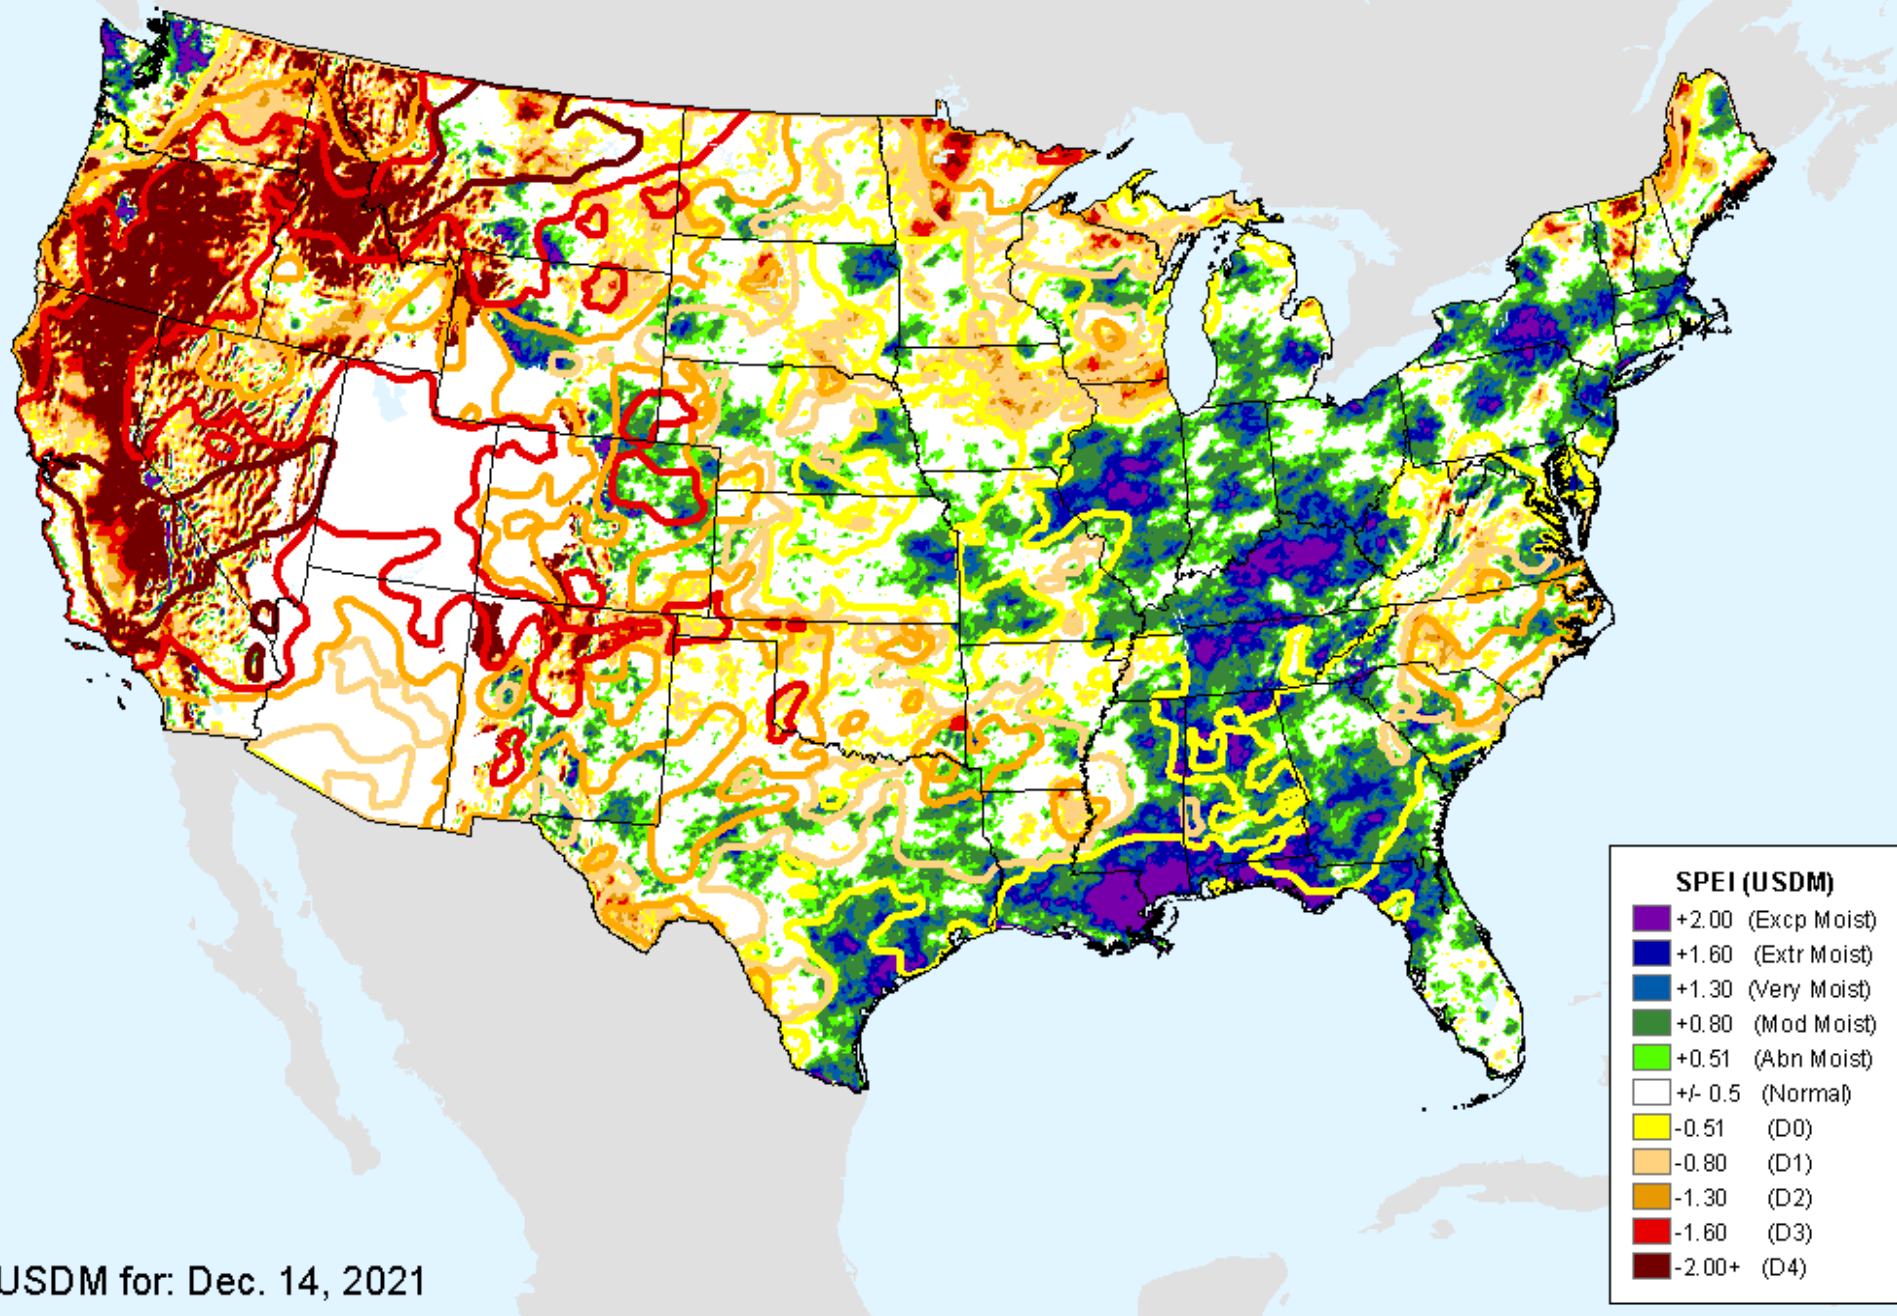 SPEI (USDM)
+2.00 (Excp Moist)
+1.60 (Extr Moist)
+1.30 (Very Moist)
+0.80 (Mod Moist)
+0.51 (Abn Moist)
+/- 0.5 (Normal)
-0.51 (D0)
-0.80 (D1)
-1.30 (D2)
-1.60 (D3)
-2.00+ (D4)
USDM for: Dec. 14, 2021